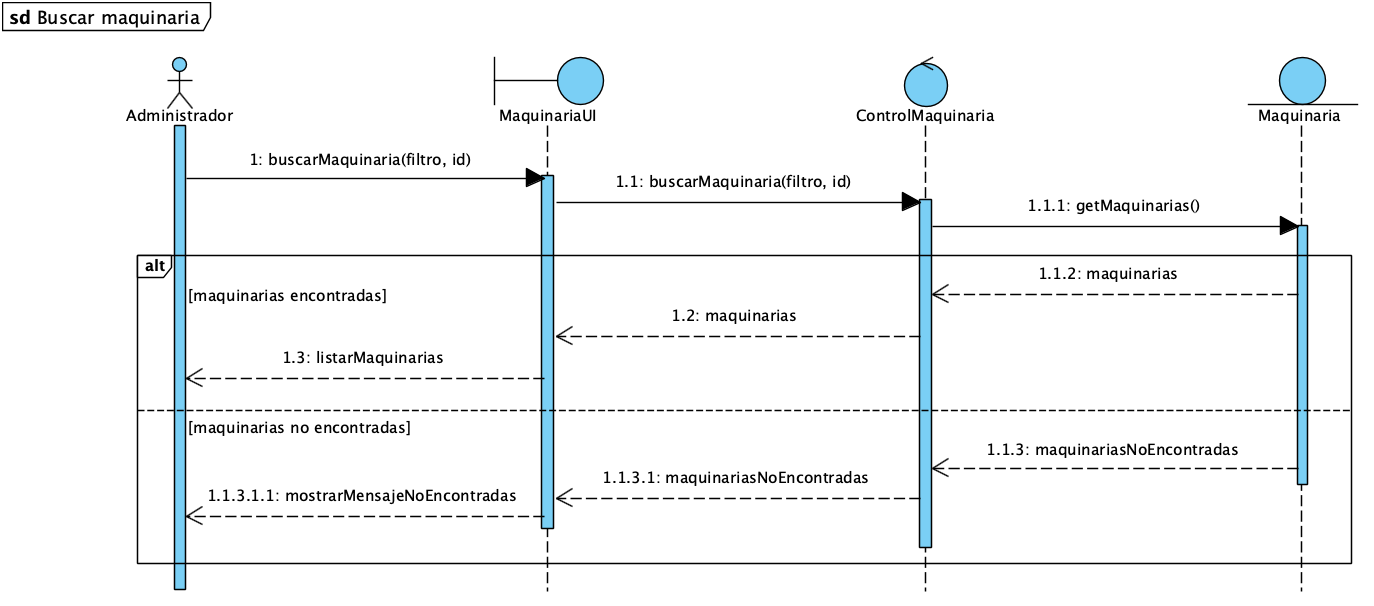 sd Buscar maquinaria
Administrador
MaquinariaUI
ControlMaquinaria
Maquinaria
1: buscarMaquinaria(filtro, id)
1.1: buscarMaquinaria(filtro, id)
1.1.1: getMaquinarias()
alt
1.1.2: maquinarias
[maquinarias encontradas]
1.2: maquinarias
1.3: listarMaquinarias
[maquinarias no encontradas]
1.1.3: maquinariasNoEncontradas
1.1.3.1: maquinariasNoEncontradas
1.1.3.1.1: mostrarMensajeNoEncontradas